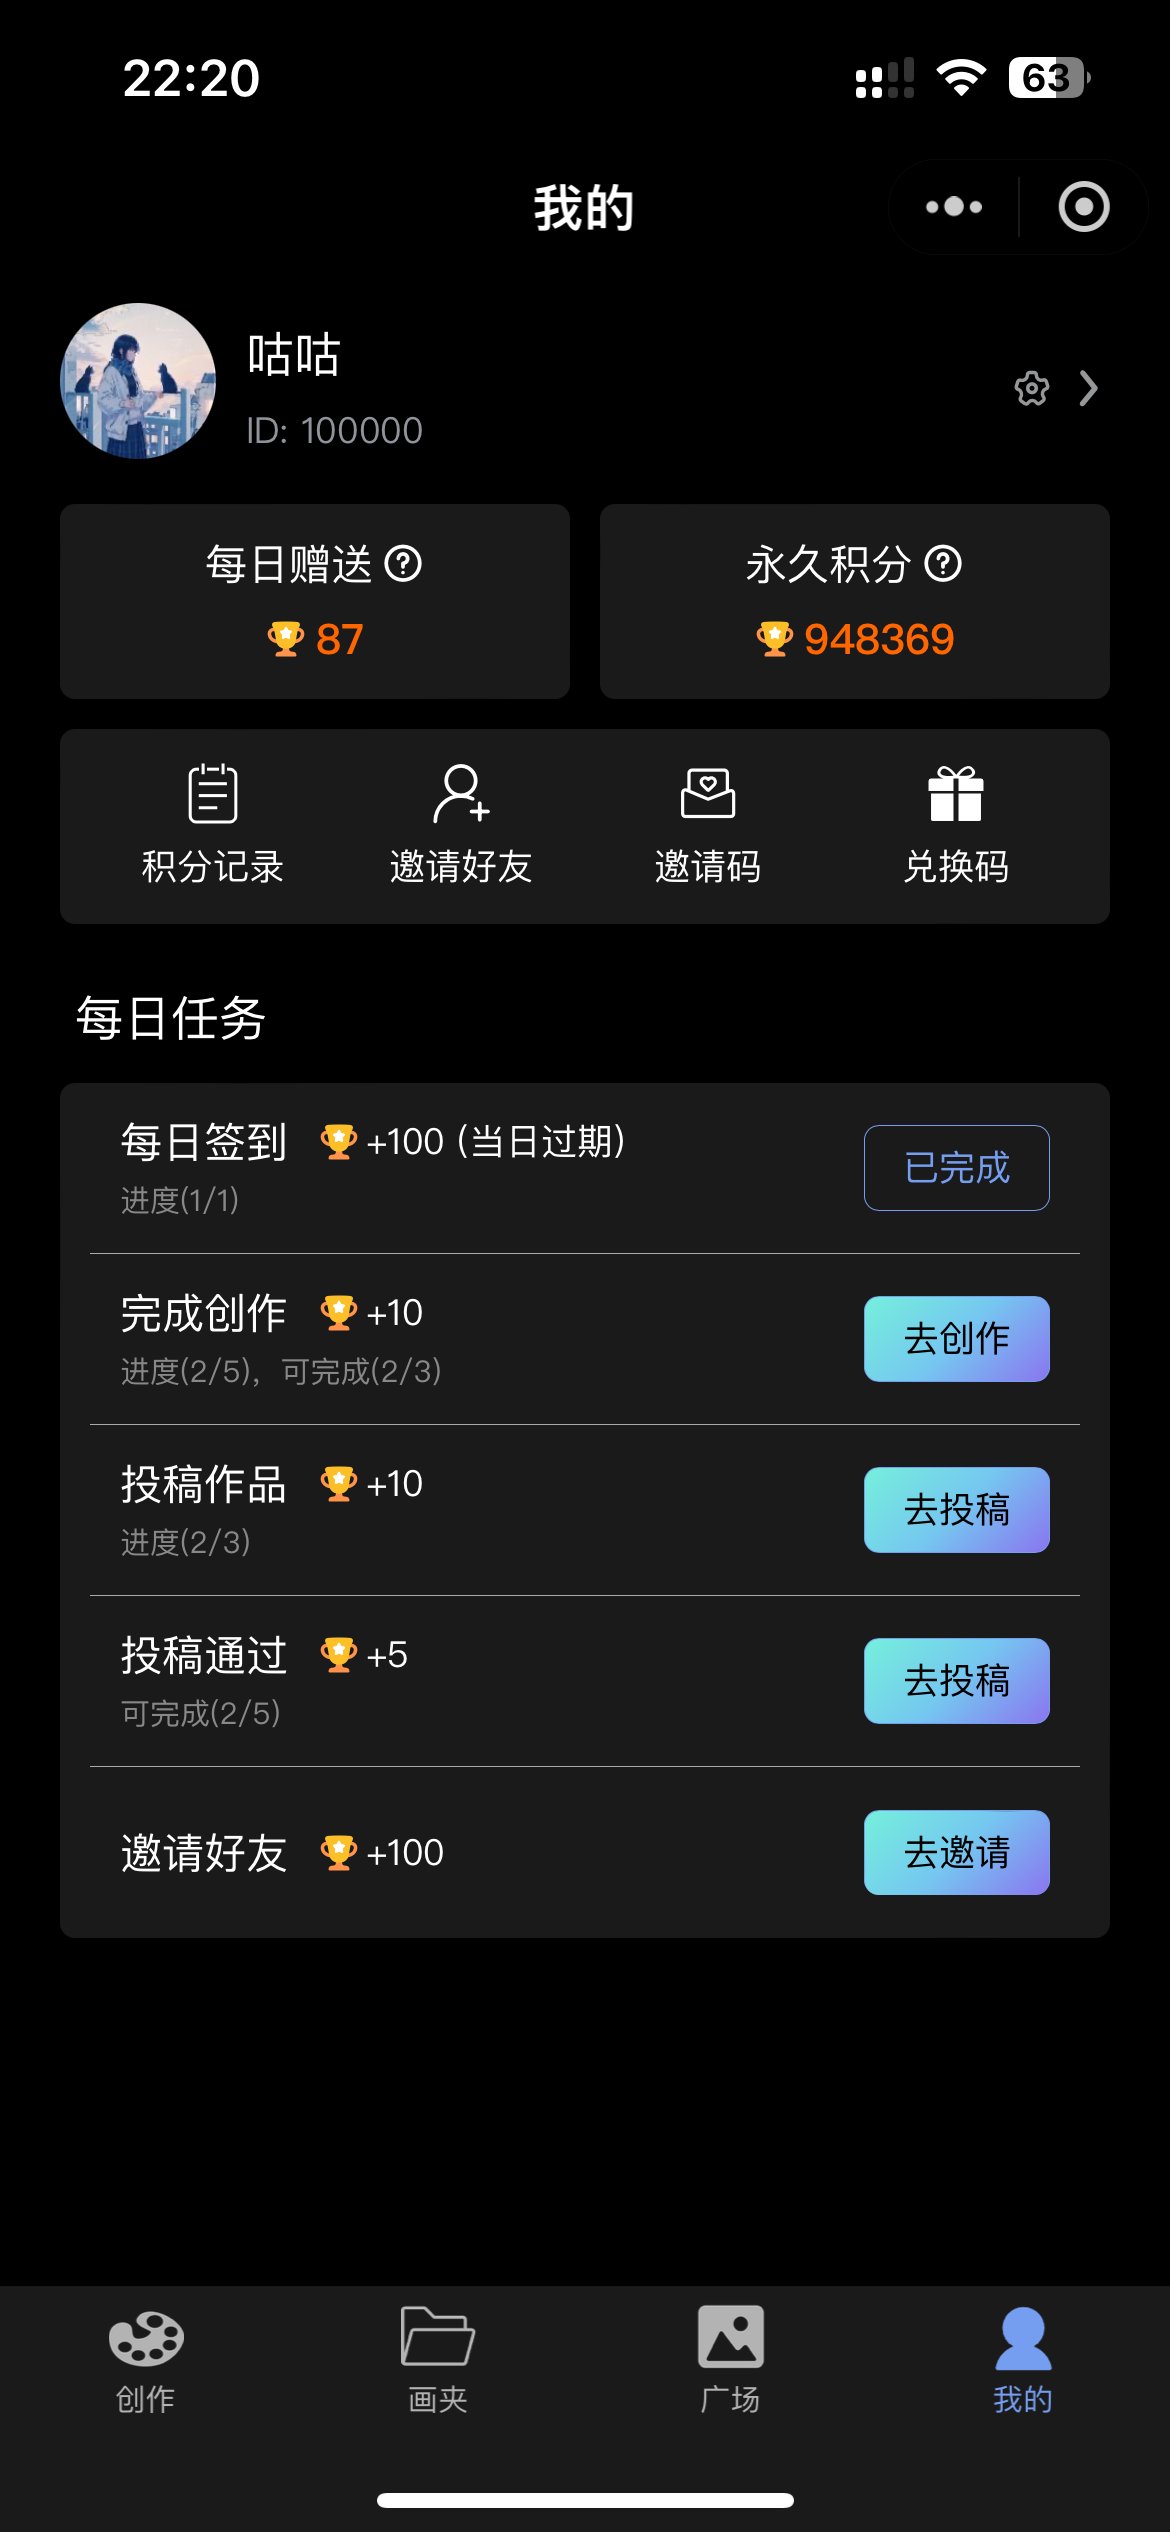 22:20
63
我的
咕咕
ID: 100000
每日赠送
87
永久积分
948369
积分记录
邀请好友
邀请码
兑换码
每日任务
每日签到 +100 (当日过期)
进度(1/1)
已完成
完成创作 +10
进度(2/5)，可完成(2/3)
去创作
投稿作品 +10
进度(2/3)
去投稿
投稿通过 +5
可完成(2/5)
去投稿
邀请好友 +100
去邀请
创作
画夹
广场
我的